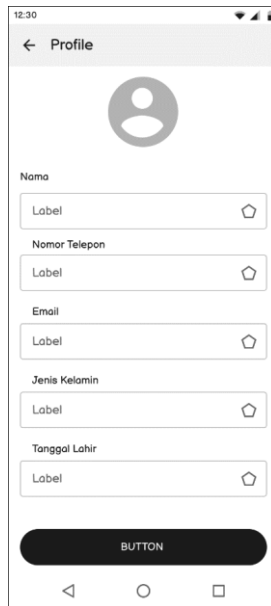 12:30
Profile
Nama
Label
Nomor Telepon
Label
Email
Label
Jenis Kelamin
Label
Tanggal Lahir
Label
BUTTON